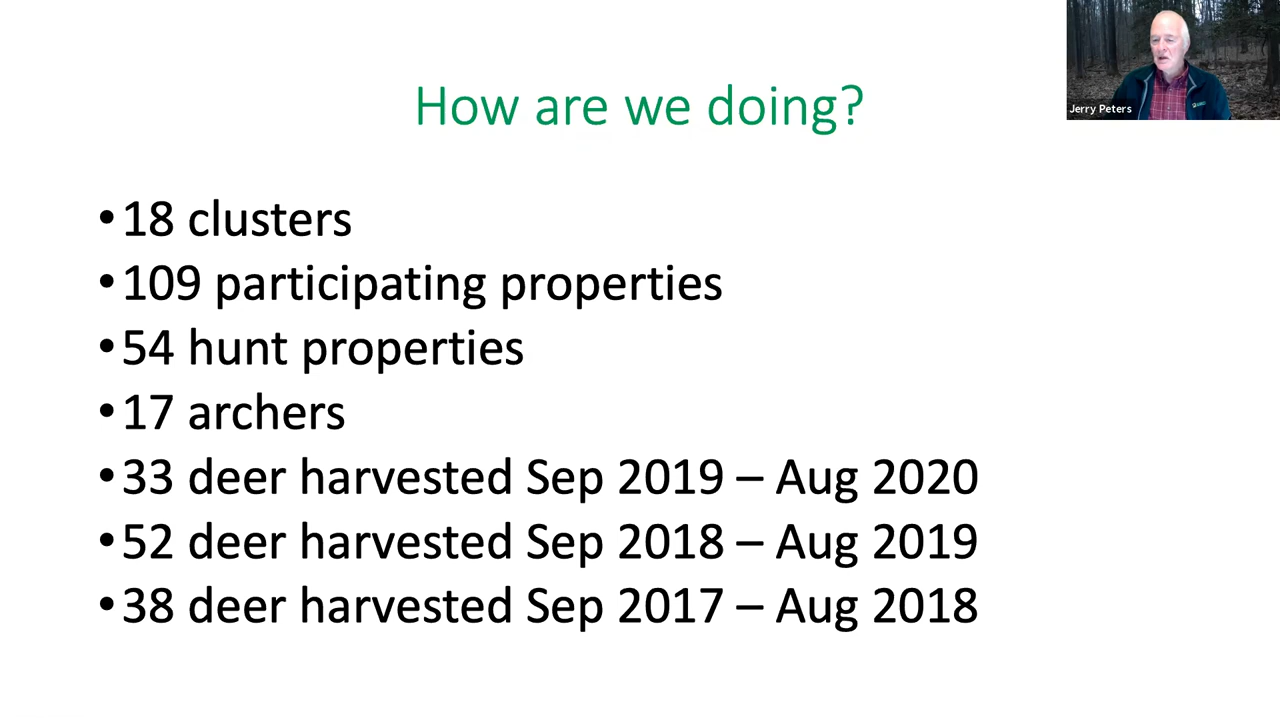 How are we doing?
Jerry Peters
•18 clusters
•109 participating properties
•54 hunt properties
•17 archers
•33 deer harvested Sep 2019 – Aug 2020
•52 deer harvested Sep 2018 – Aug 2019
•38 deer harvested Sep 2017 – Aug 2018